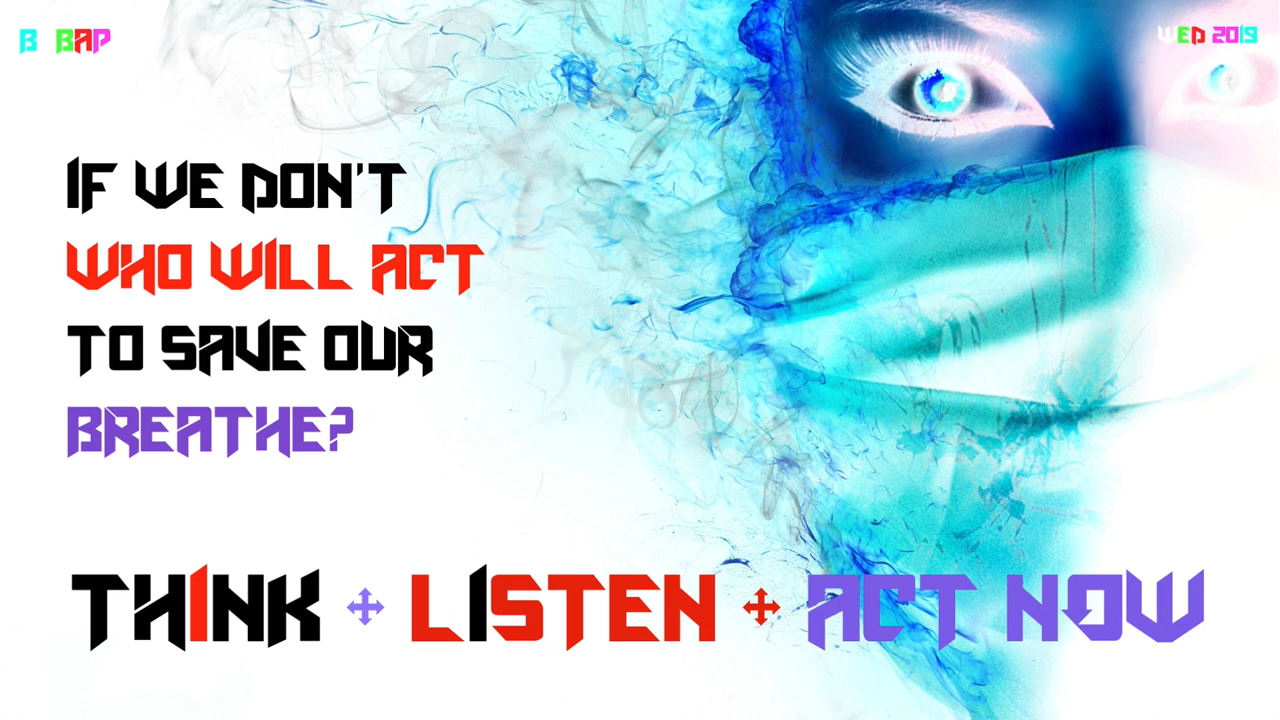 B BAP
WED 2019
IF WE DON'T
WHO WILL ACT
TO SAVE OUR
BREATHE?
THINK + LISTEN + ACT NOW